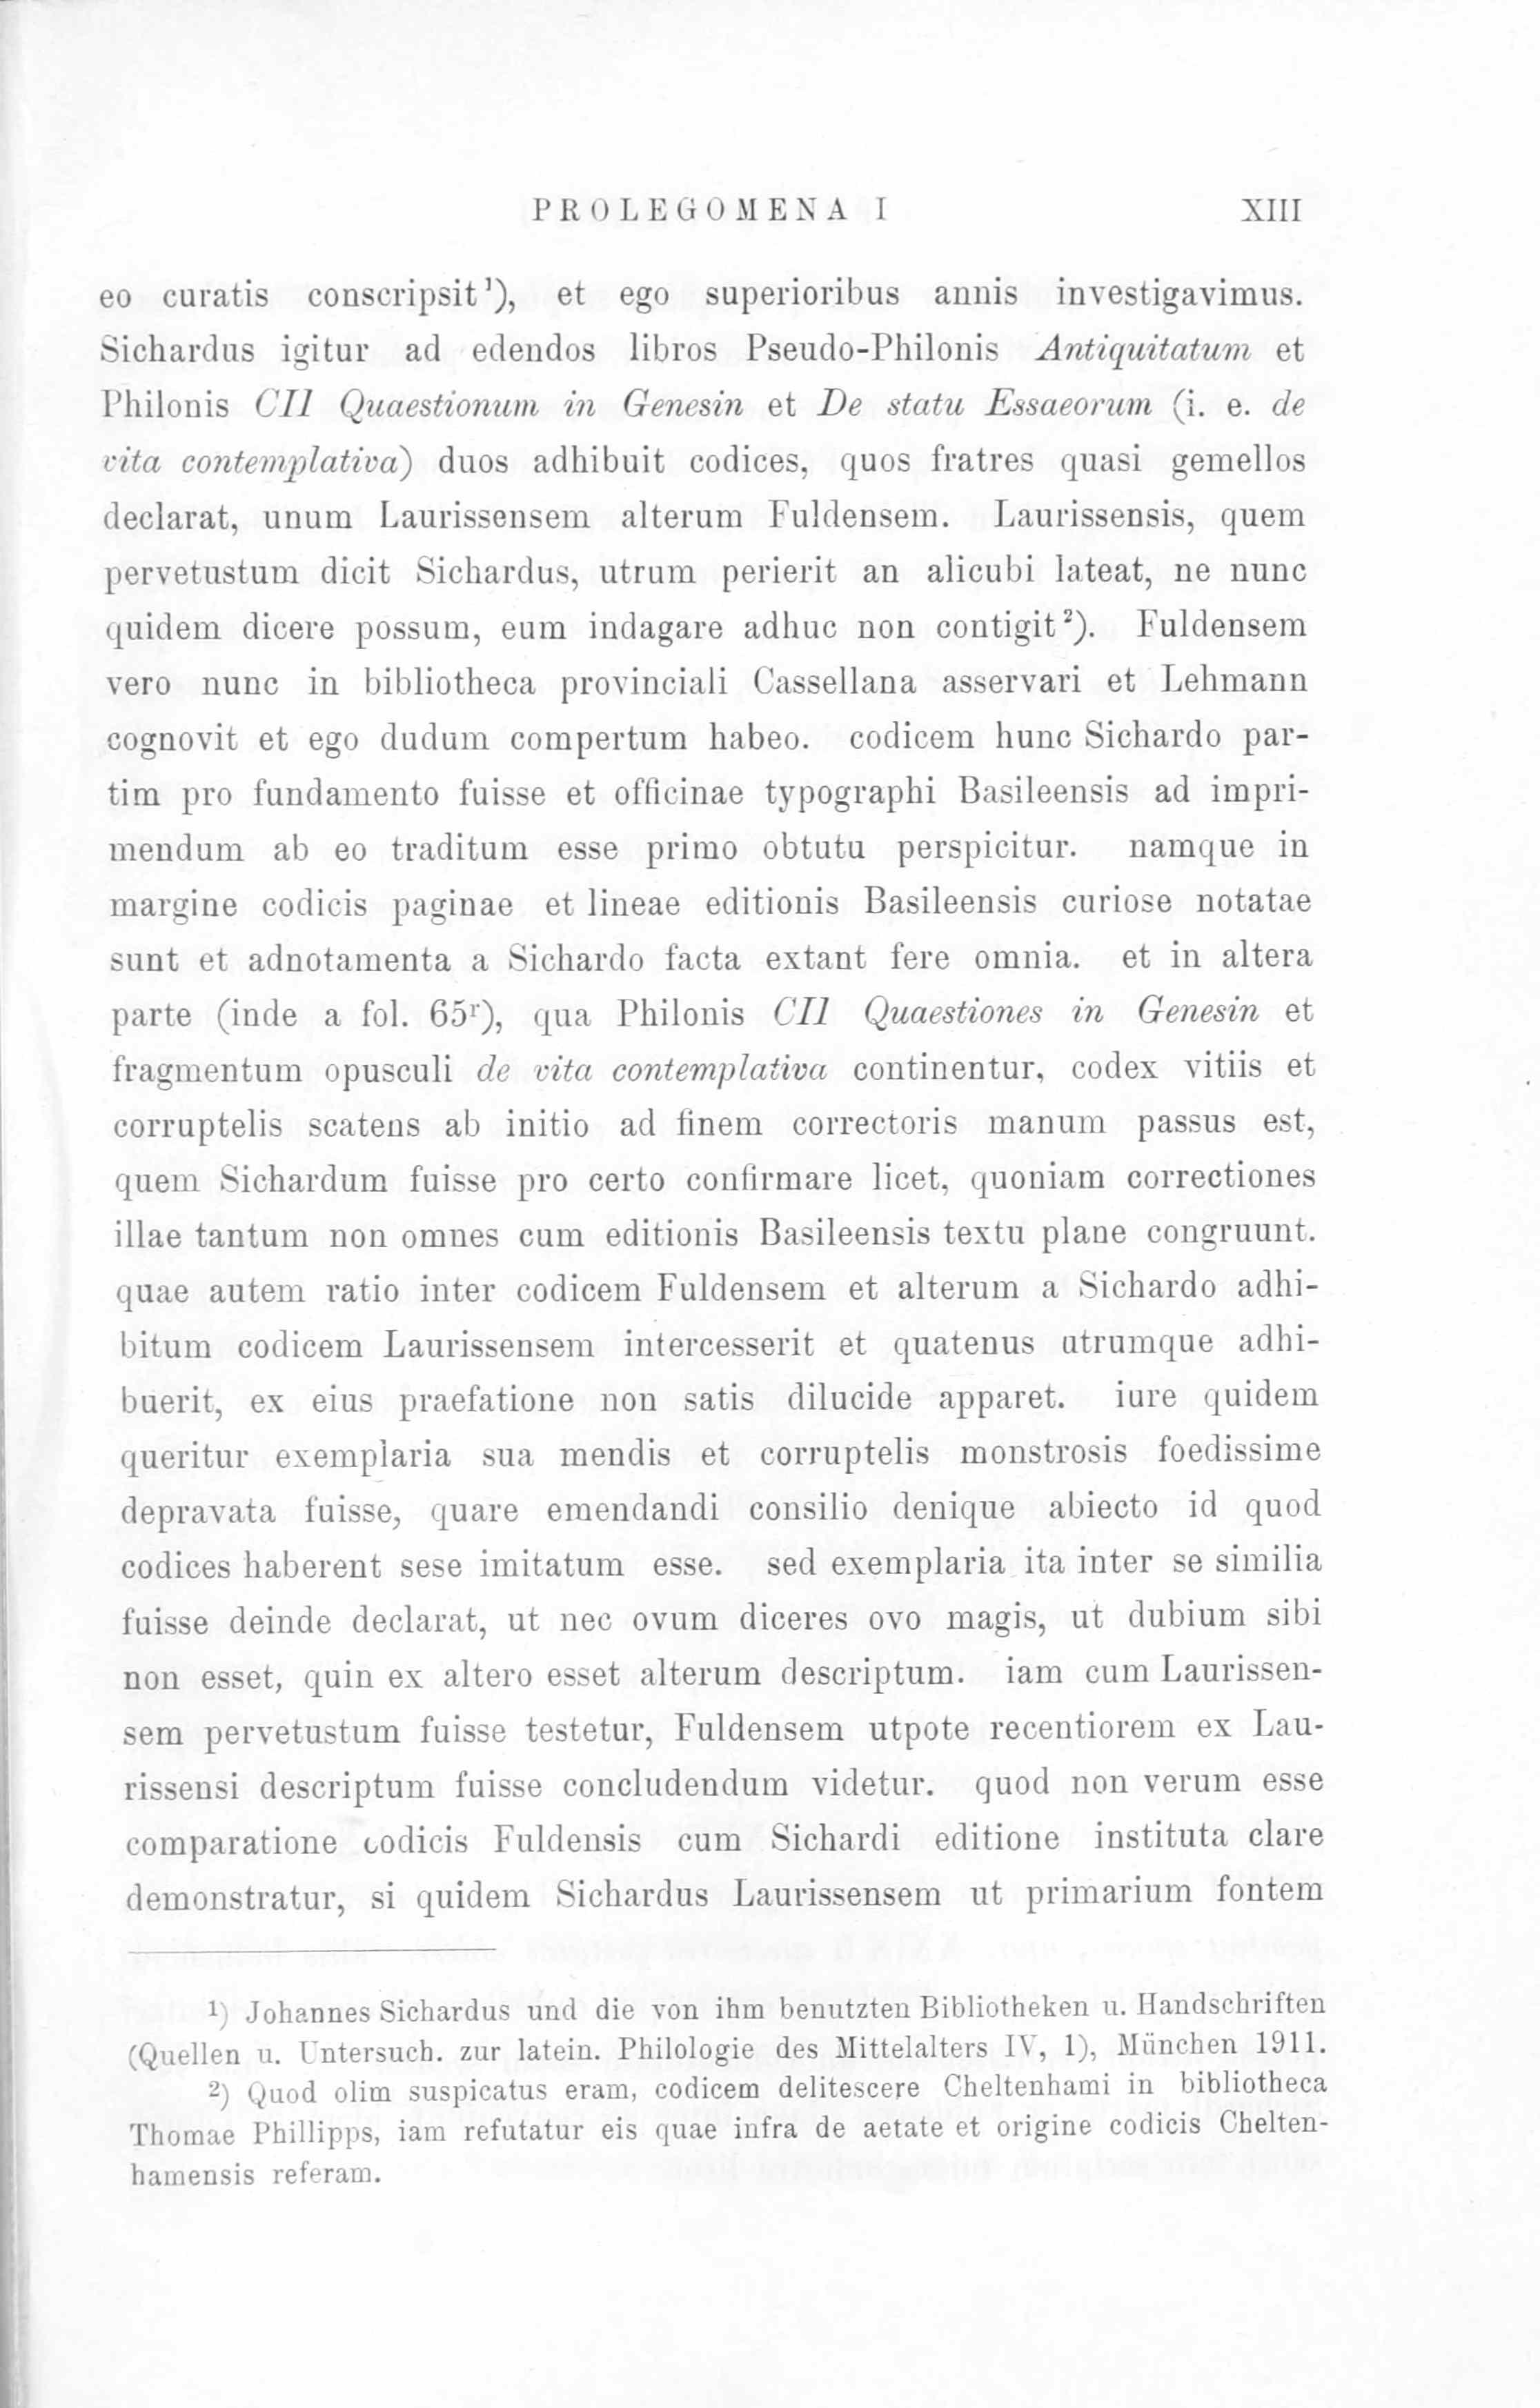 PROLEGOMENA I XIII
eo curatis conscripsit¹), et ego superioribus annis investigavimus.
Sichardus igitur ad edendos libros Pseudo-Philonis Antiquitatum et
Philonis CII Quaestionum in Genesin et De statu Essaeorum (i. e. de
vita contemplativa) duos adhibuit codices, quos fratres quasi gemellos
declarat, unum Laurissensem alterum Fuldensem. Laurissensis, quem
pervetustum dicit Sichardus, utrum perierit an alicubi lateat, ne nunc
quidem dicere possum, eum indagare adhuc non contigit²). Fuldensem
vero nunc in bibliotheca provinciali Cassellana asservari et Lehmann
cognovit et ego dudum compertum habeo. codicem hunc Sichardo par-
tim pro fundamento fuisse et officinae typographi Basileensis ad impri-
mendum ab eo traditum esse primo obtutu perspicitur. namque in
margine codicis paginae et lineae editionis Basileensis curiose notatae
sunt et adnotamenta a Sichardo facta extant fere omnia. et in altera
parte (inde a fol. 65ʳ), qua Philonis CII Quaestiones in Genesin et
fragmentum opusculi de vita contemplativa continentur, codex vitiis et
corruptelis scatens ab initio ad finem correctoris manum passus est,
quem Sichardum fuisse pro certo confirmare licet, quoniam correctiones
illae tantum non omnes cum editionis Basileensis textu plane congruunt.
quae autem ratio inter codicem Fuldensem et alterum a Sichardo adhi-
bitum codicem Laurissensem intercesserit et quatenus utrumque adhi-
buerit, ex eius praefatione non satis dilucide apparet. iure quidem
queritur exemplaria sua mendis et corruptelis monstrosis foedissime
depravata fuisse, quare emendandi consilio denique abiecto id quod
codices haberent sese imitatum esse. sed exemplaria ita inter se similia
fuisse deinde declarat, ut nec ovum diceres ovo magis, ut dubium sibi
non esset, quin ex altero esset alterum descriptum. iam cum Laurissen-
sem pervetustum fuisse testetur, Fuldensem utpote recentiorem ex Lau-
rissensi descriptum fuisse concludendum videtur. quod non verum esse
comparatione codicis Fuldensis cum Sichardi editione instituta clare
demonstratur, si quidem Sichardus Laurissensem ut primarium fontem
¹) Johannes Sichardus und die von ihm benutzten Bibliotheken u. Handschriften
(Quellen u. Untersuch. zur latein. Philologie des Mittelalters IV, 1), München 1911.
²) Quod olim suspicatus eram, codicem delitescere Cheltenhami in bibliotheca
Thomae Phillipps, iam refutatur eis quae infra de aetate et origine codicis Chelten-
hamensis referam.